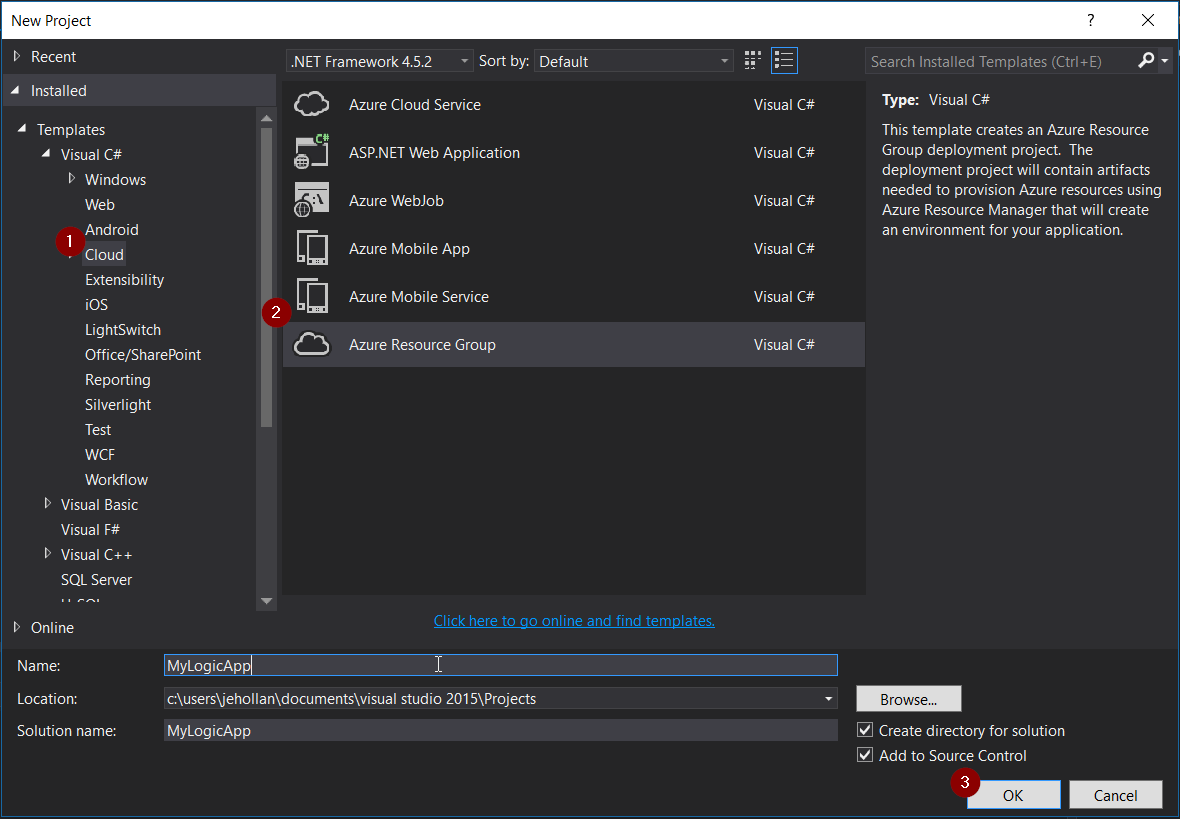 New Project
?
Recent
Installed
Templates
Visual C#
Windows
Web
Android
1
Cloud
Extensibility
iOS
LightSwitch
Office/SharePoint
Reporting
Silverlight
Test
WCF
Workflow
Visual Basic
Visual F#
Visual C++
SQL Server
Online
.NET Framework 4.5.2
Sort by: Default
Search Installed Templates (Ctrl+E)
Azure Cloud Service Visual C#
C#
ASP.NET Web Application Visual C#
Azure WebJob Visual C#
Azure Mobile App Visual C#
Azure Mobile Service Visual C#
2
Azure Resource Group Visual C#
Type: Visual C#
This template creates an Azure Resource
Group deployment project. The
deployment project will contain artifacts
needed to provision Azure resources using
Azure Resource Manager that will create
an environment for your application.
Click here to go online and find templates.
Name: MyLogicApp
Location: c:\users\jehollan\documents\visual studio 2015\Projects
Browse...
Solution name: MyLogicApp
Create directory for solution
Add to Source Control
3
OK
Cancel